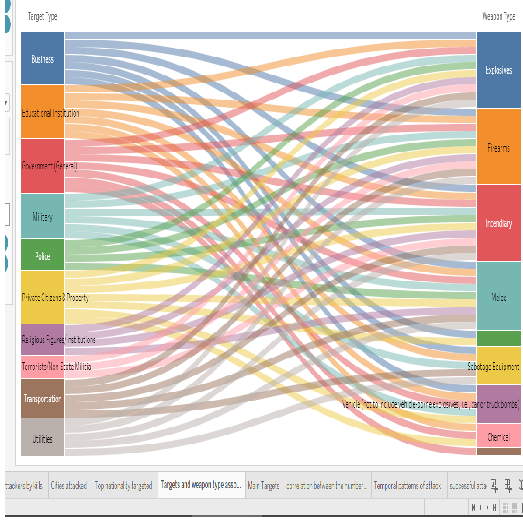 Target Type
Weapon Type
Business
Educational Institution
Government (General)
Military
Police
Private Citizens & Property
Religious Figures/Institutions
Terrorists/Non-State Militia
Transportation
Utilities
Explosives
Firearms
Incendiary
Melee
Sabotage Equipment
Vehicle (not to include vehicle-borne explosives, i.e., car or truck bombs)
Chemical
ttackers by kills
Cities attacked
Top nationality targeted
Targets and weapon type asso...
Main Targets
correlation between the number...
Temporal patterns of attack
successful atta